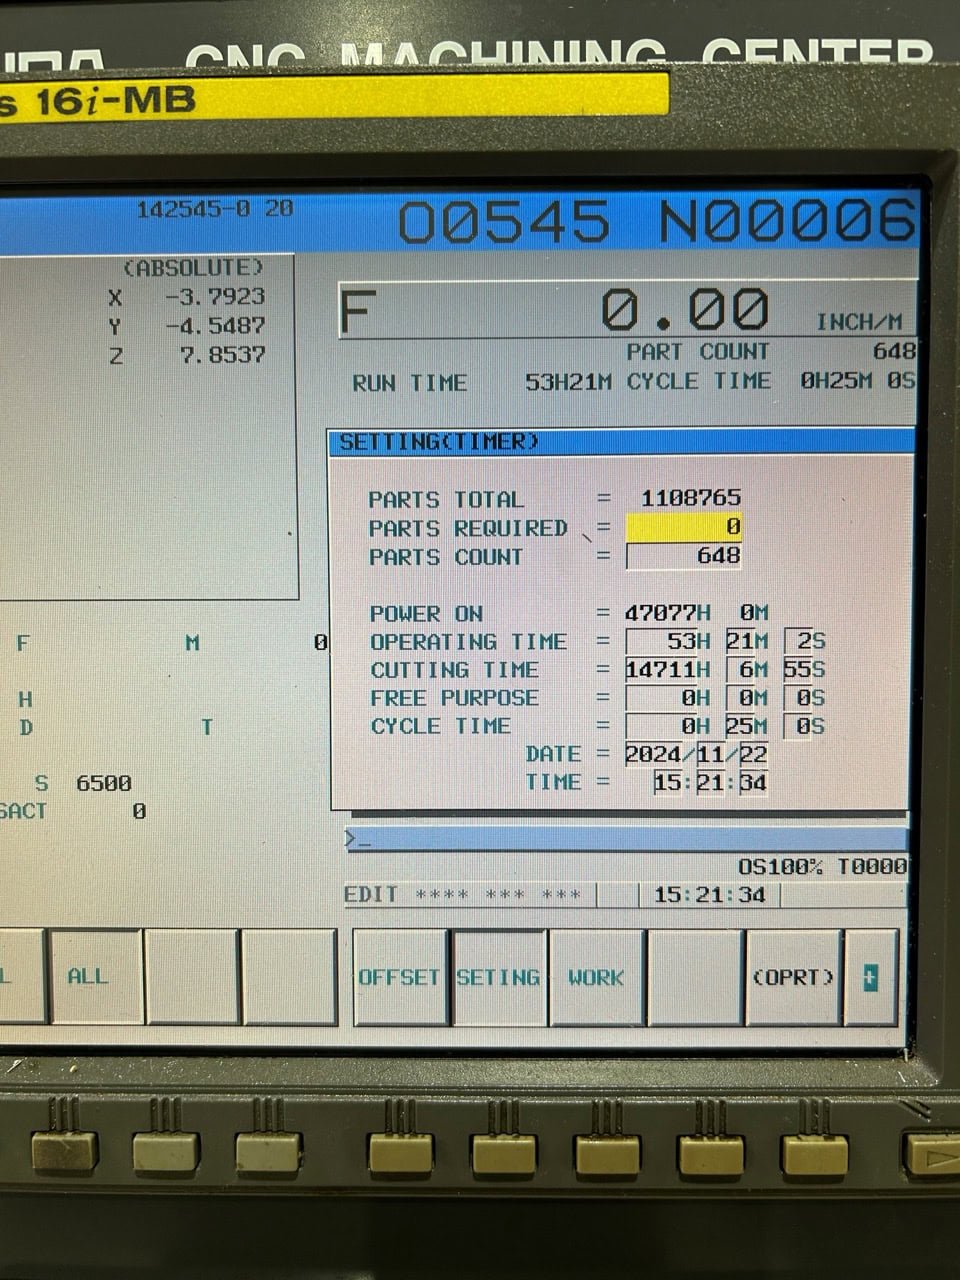 CNC MACHINING CENTER
s 16i-MB
142545-0 20
O0545 N00006
(ABSOLUTE)
X -3.7923
Y -4.5487
Z 7.8537
F 0.00 INCH/M
PART COUNT 648
RUN TIME 53H21M CYCLE TIME 0H25M 0S
SETTING(TIMER)
PARTS TOTAL = 1108765
PARTS REQUIRED = 0
PARTS COUNT = 648
POWER ON = 47077H 0M
OPERATING TIME = 53H 21M 2S
CUTTING TIME = 14711H 6M 55S
FREE PURPOSE = 0H 0M 0S
CYCLE TIME = 0H 25M 0S
DATE = 2024/11/22
TIME = 15:21:34
F M 0
H
D T
S 6500
SACT 0
>_
OS100% T0000
EDIT **** *** *** 15:21:34
L ALL OFFSET SETING WORK (OPRT) +